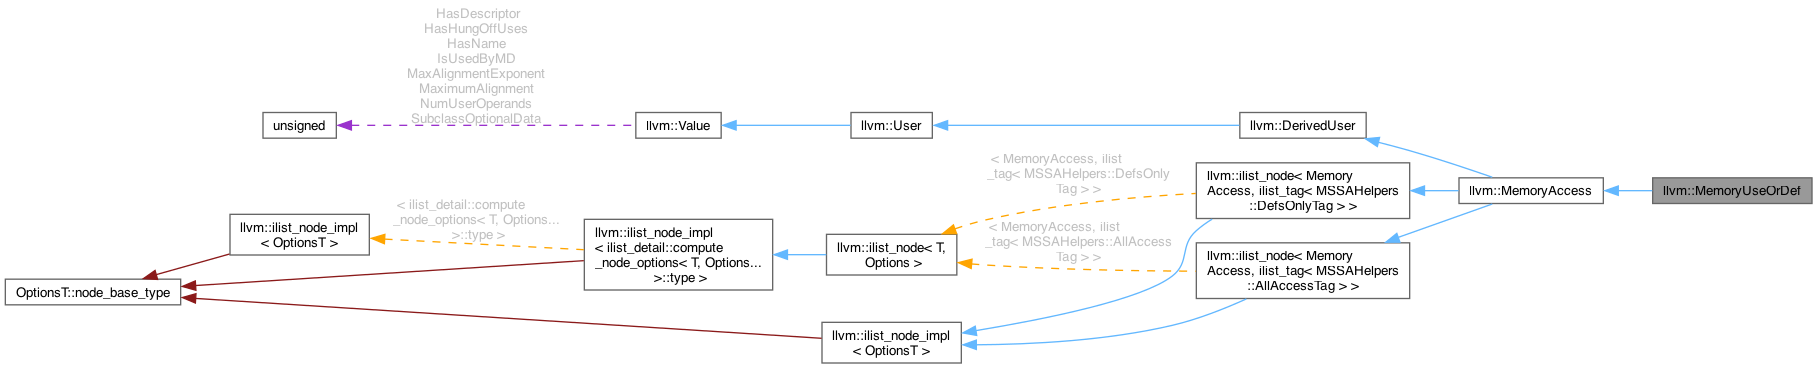 HasDescriptor
HasHungOffUses
HasName
IsUsedByMD
MaxAlignmentExponent
MaximumAlignment
NumUserOperands
SubclassOptionalData
unsigned
llvm::Value
llvm::User
llvm::DerivedUser
< MemoryAccess, ilist
_tag< MSSAHelpers::DefsOnly
Tag > >
llvm::ilist_node< Memory
Access, ilist_tag< MSSAHelpers
::DefsOnlyTag > >
llvm::MemoryAccess
llvm::MemoryUseOrDef
< ilist_detail::compute
_node_options< T, Options...
>::type >
llvm::ilist_node_impl
< OptionsT >
llvm::ilist_node_impl
< ilist_detail::compute
_node_options< T, Options...
>::type >
llvm::ilist_node< T,
Options >
< MemoryAccess, ilist
_tag< MSSAHelpers::AllAccess
Tag > >
llvm::ilist_node< Memory
Access, ilist_tag< MSSAHelpers
::AllAccessTag > >
OptionsT::node_base_type
llvm::ilist_node_impl
< OptionsT >